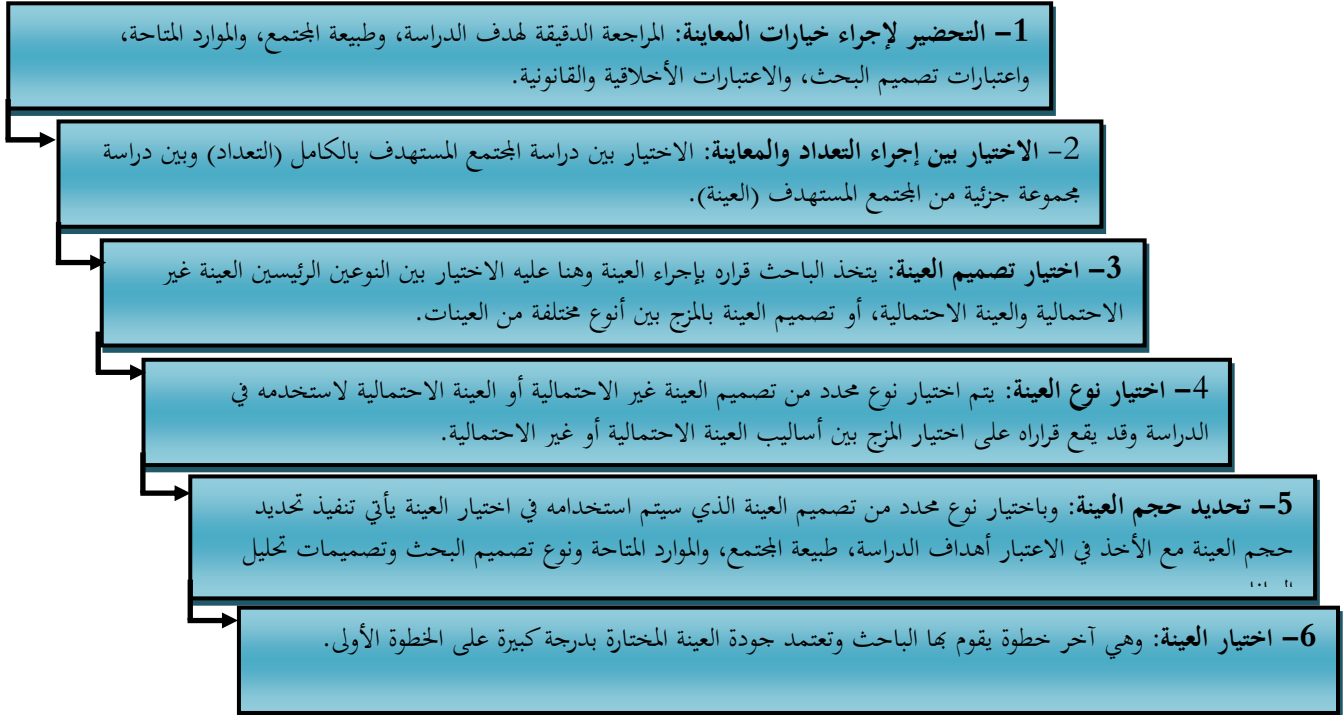 1– التحضير لإجراء خيارات المعاينة: المراجعة الدقيقة لهدف الدراسة، وطبيعة المجتمع، والموارد المتاحة،
واعتبارات تصميم البحث، والاعتبارات الأخلاقية والقانونية.
2- الاختيار بين إجراء التعداد والمعاينة: الاختيار بين دراسة المجتمع المستهدف بالكامل (التعداد) وبين دراسة
مجموعة جزئية من المجتمع المستهدف (العينة).
3– اختيار تصميم العينة: يتخذ الباحث قراره بإجراء العينة وهنا عليه الاختيار بين النوعين الرئيسين العينة غير
الاحتمالية والعينة الاحتمالية، أو تصميم العينة بالمزج بين أنوع مختلفة من العينات.
4– اختيار نوع العينة: يتم اختيار نوع محدد من تصميم العينة غير الاحتمالية أو العينة الاحتمالية لاستخدمه في
الدراسة وقد يقع قراراه على اختيار المزج بين أساليب العينة الاحتمالية أو غير الاحتمالية.
5– تحديد حجم العينة: وباختيار نوع محدد من تصميم العينة الذي سيتم استخدامه في اختيار العينة يأتي تنفيذ تحديد
حجم العينة مع الأخذ في الاعتبار أهداف الدراسة، طبيعة المجتمع، والموارد المتاحة ونوع تصميم البحث وتصميمات تحليل
6– اختيار العينة: وهي آخر خطوة يقوم بها الباحث وتعتمد جودة العينة المختارة بدرجة كبيرة على الخطوة الأولى.